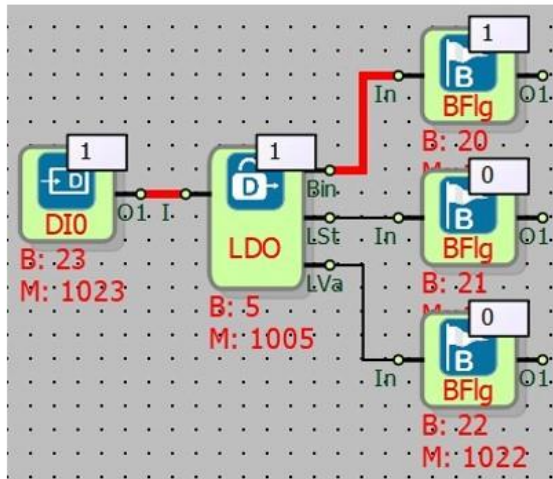 1
In
B
O1
BFlg
B: 20
1
D
O1
DI0
B: 23
M: 1023
I
1
D
Bin
LSt
LVa
LDO
B: 5
M: 1005
0
In
B
O1
BFlg
B: 21
0
In
B
O1
BFlg
B: 22
M: 1022